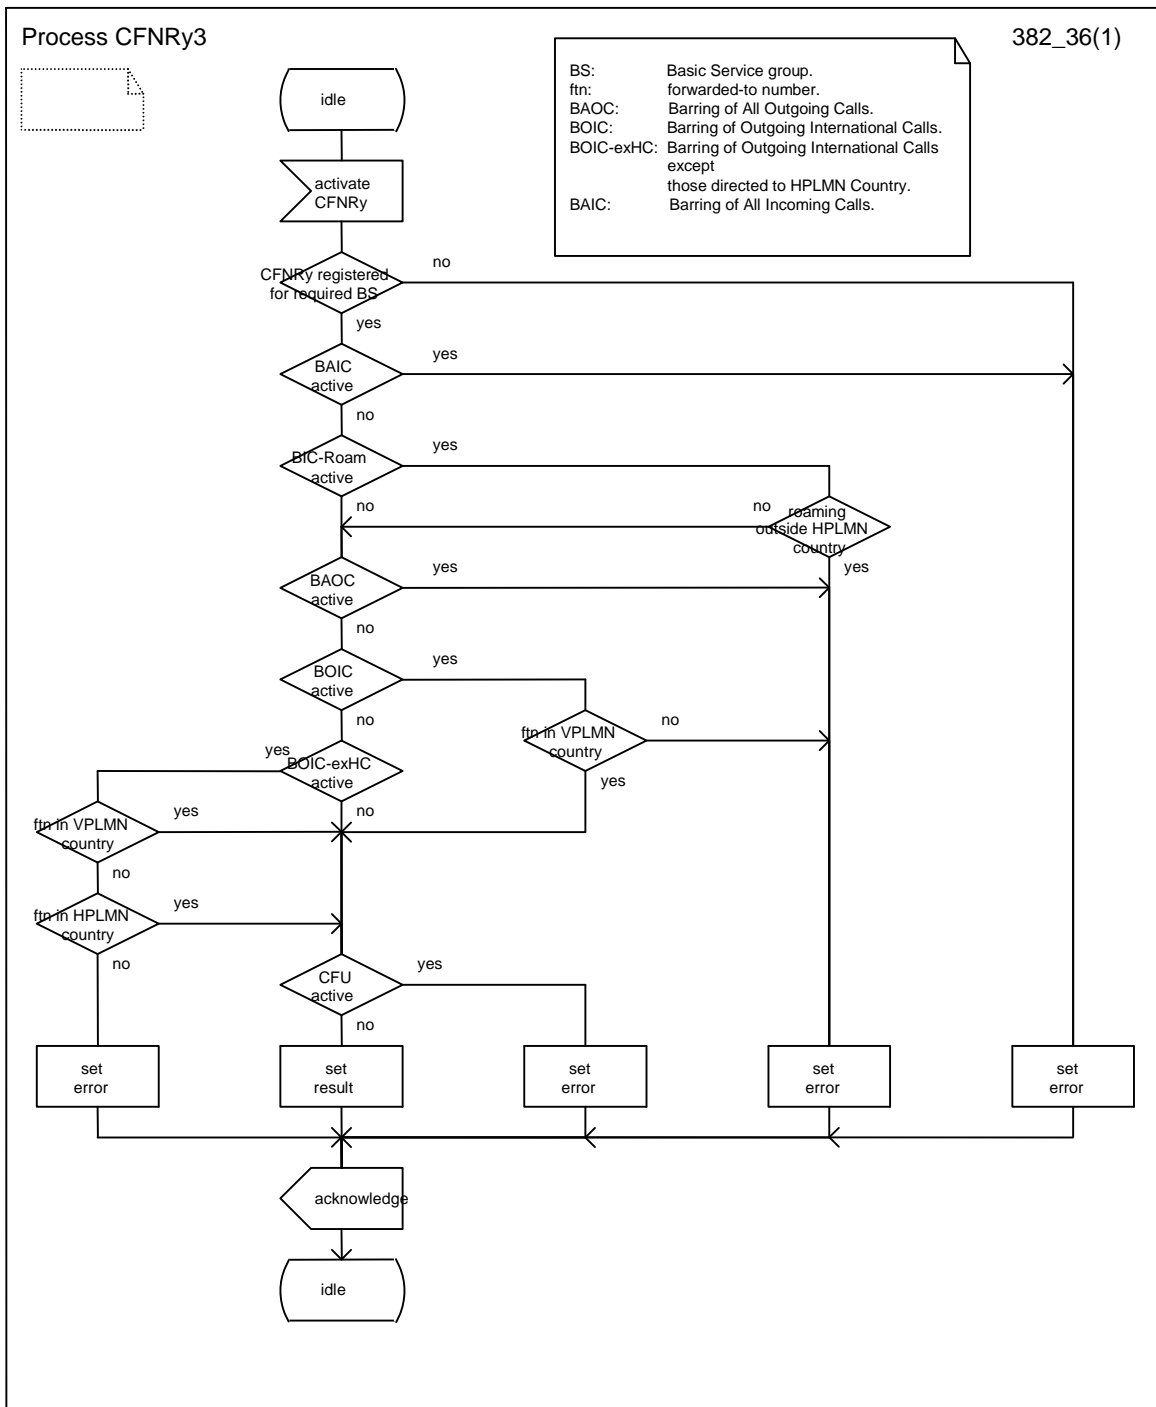 Process CFNRy3
382_36(1)
BS: Basic Service group.
ftn: forwarded-to number.
BAOC: Barring of All Outgoing Calls.
BOIC: Barring of Outgoing International Calls.
BOIC-exHC: Barring of Outgoing International Calls
except
those directed to HPLMN Country.
BAIC: Barring of All Incoming Calls.
idle
activate
CFNRy
CFNRy registered
for required BS
no
yes
BAIC
active
yes
no
BIC-Roam
active
yes
no
no
roaming
outside HPLMN
country
yes
BAOC
active
yes
no
BOIC
active
yes
no
ftn in VPLMN
country
no
yes
yes
BOIC-exHC
active
no
ftn in VPLMN
country
yes
no
ftn in HPLMN
country
yes
no
CFU
active
yes
no
set
error
set
result
set
error
set
error
set
error
acknowledge
idle